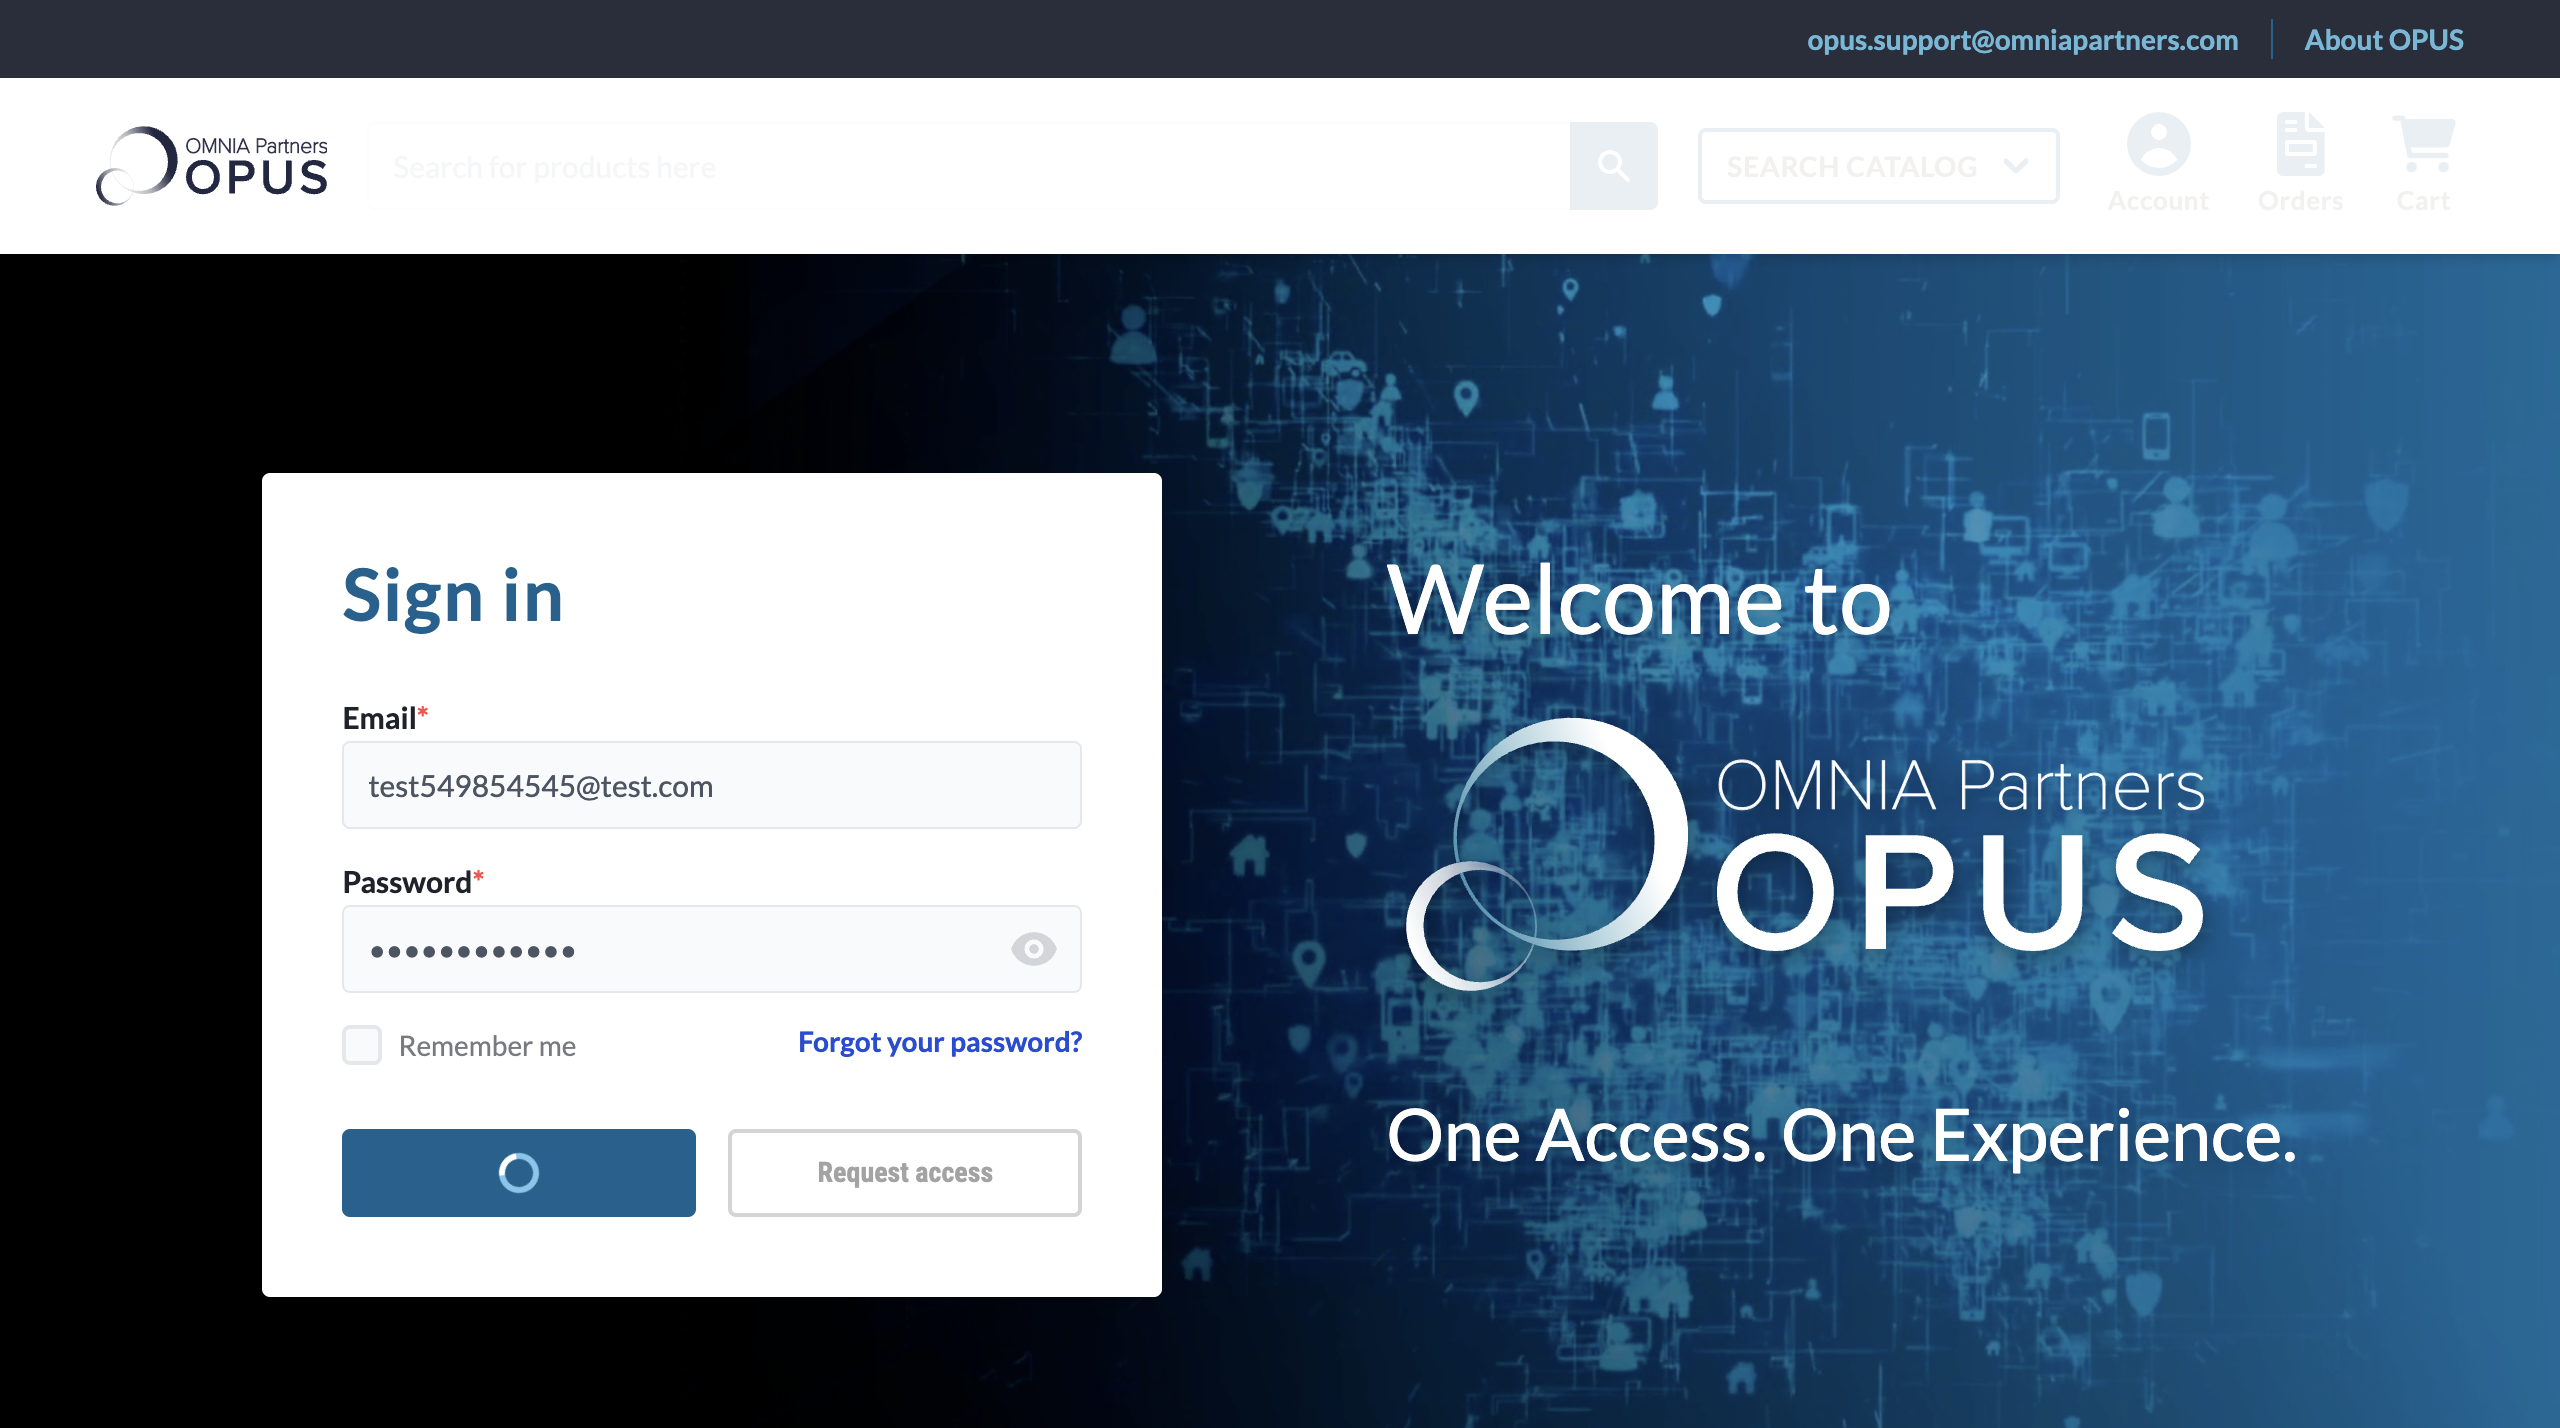 opus.support@omniapartners.com
About OPUS
OMNIA Partners
OPUS
Search for products here
SEARCH CATALOG
Account
Orders
Cart
Sign in
Email*
test549854545@test.com
Password*
••••••••••••
Remember me
Forgot your password?
Request access
Welcome to
OMNIA Partners
OPUS
One Access. One Experience.